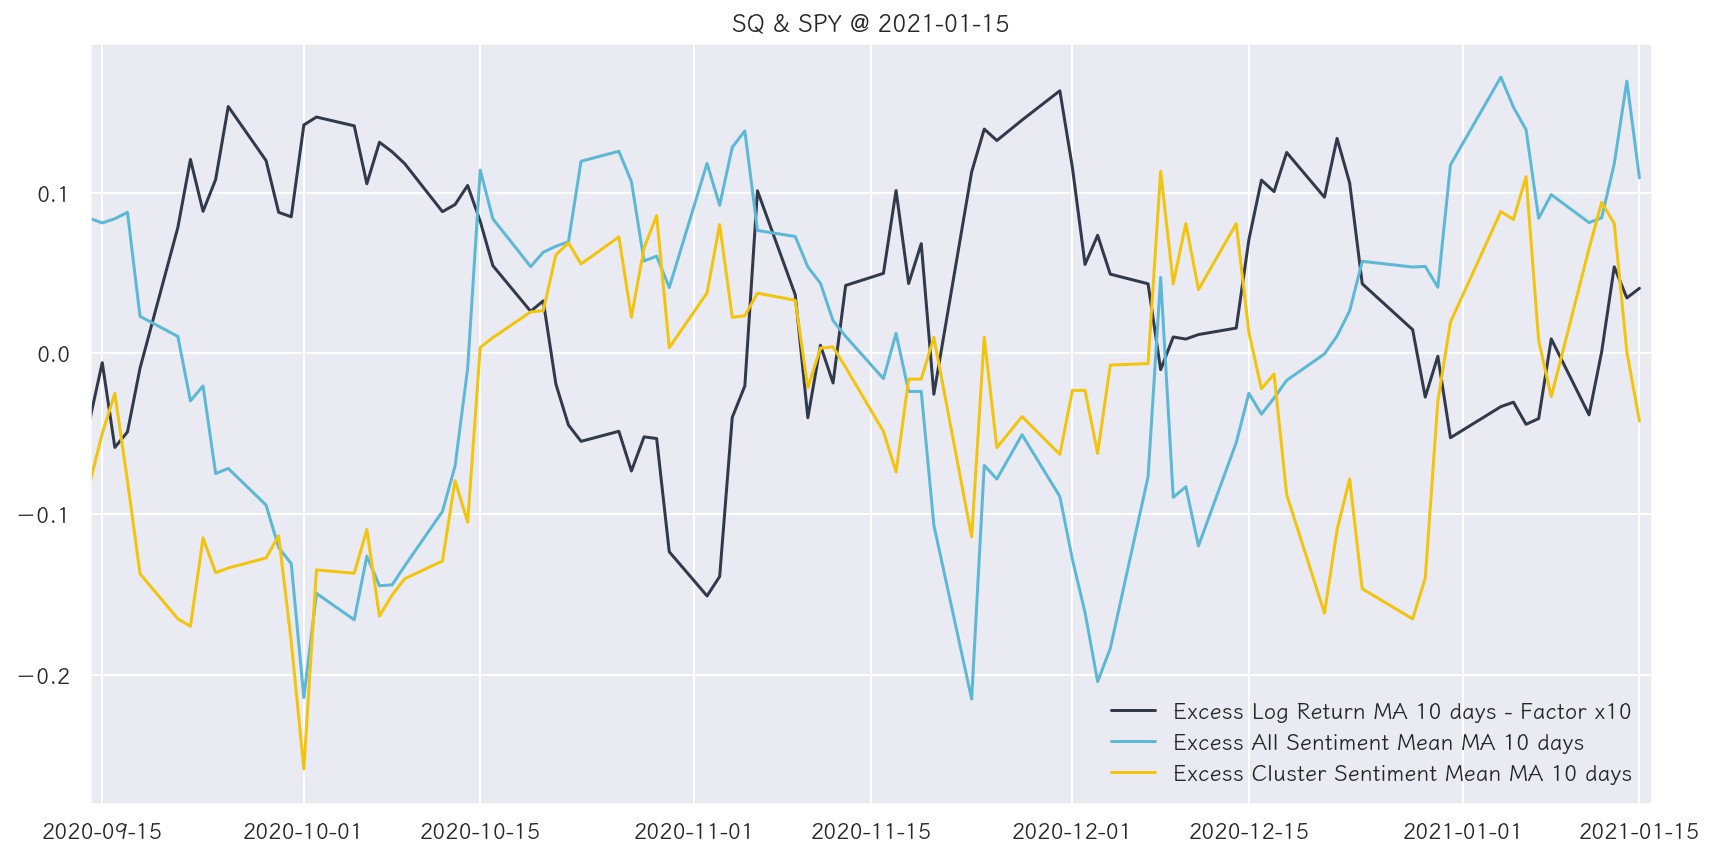 SQ & SPY @ 2021-01-15
0.1
0.0
−0.1
−0.2
Excess Log Return MA 10 days - Factor x10
Excess All Sentiment Mean MA 10 days
Excess Cluster Sentiment Mean MA 10 days
2020-09-15 2020-10-01 2020-10-15 2020-11-01 2020-11-15 2020-12-01 2020-12-15 2021-01-01 2021-01-15